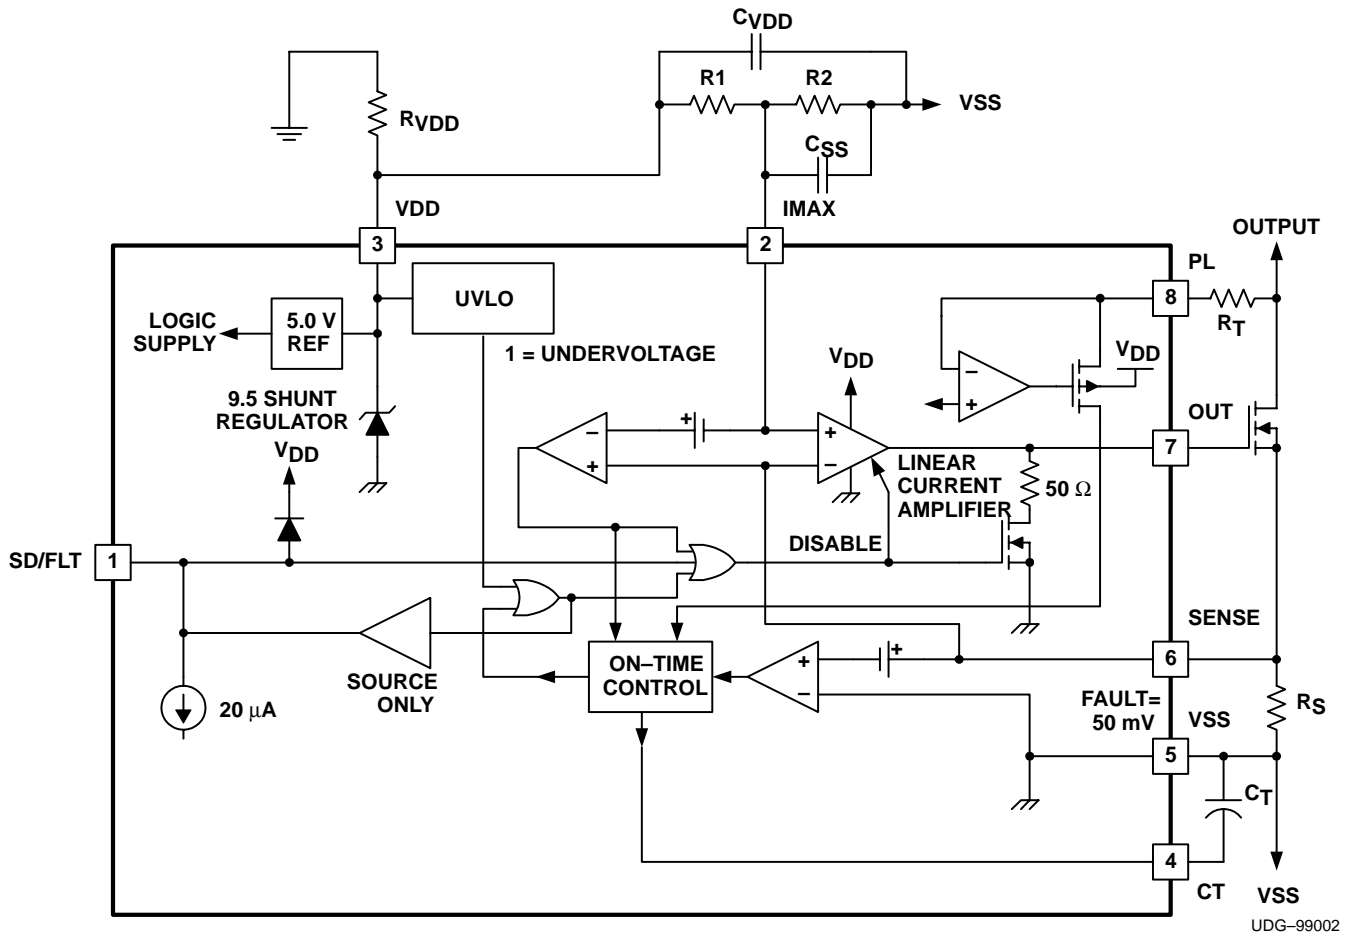 CVDD
R1
R2
VSS
RVDD
CSS
VDD
IMAX
3
2
OUTPUT
PL
8
RT
UVLO
5.0 V
REF
LOGIC
SUPPLY
1 = UNDERVOLTAGE
VDD
VDD
9.5 SHUNT
REGULATOR
VDD
+
–
+
+
–
–
+
OUT
7
LINEAR
CURRENT
AMPLIFIER
50 Ω
DISABLE
SD/FLT
1
SENSE
6
SOURCE
ONLY
ON–TIME
CONTROL
+
–
+
20 µA
FAULT=
50 mV
VSS
5
RS
CT
4
CT
VSS
UDG–99002